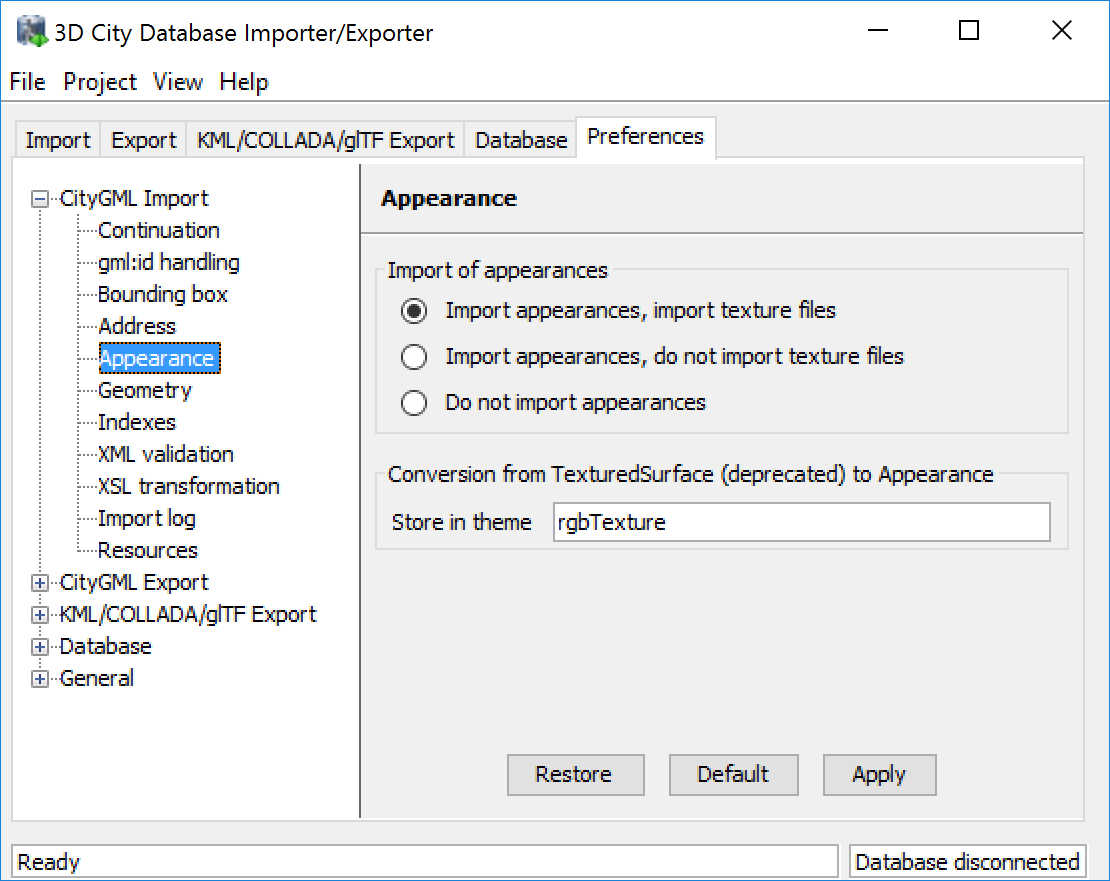 3D City Database Importer/Exporter
File Project View Help
Import Export KML/COLLADA/glTF Export Database Preferences
CityGML Import
Continuation
gml:id handling
Bounding box
Address
Appearance
Geometry
Indexes
XML validation
XSL transformation
Import log
Resources
CityGML Export
KML/COLLADA/glTF Export
Database
General
Appearance
Import of appearances
Import appearances, import texture files
Import appearances, do not import texture files
Do not import appearances
Conversion from TexturedSurface (deprecated) to Appearance
Store in theme rgbTexture
Restore Default Apply
Ready Database disconnected